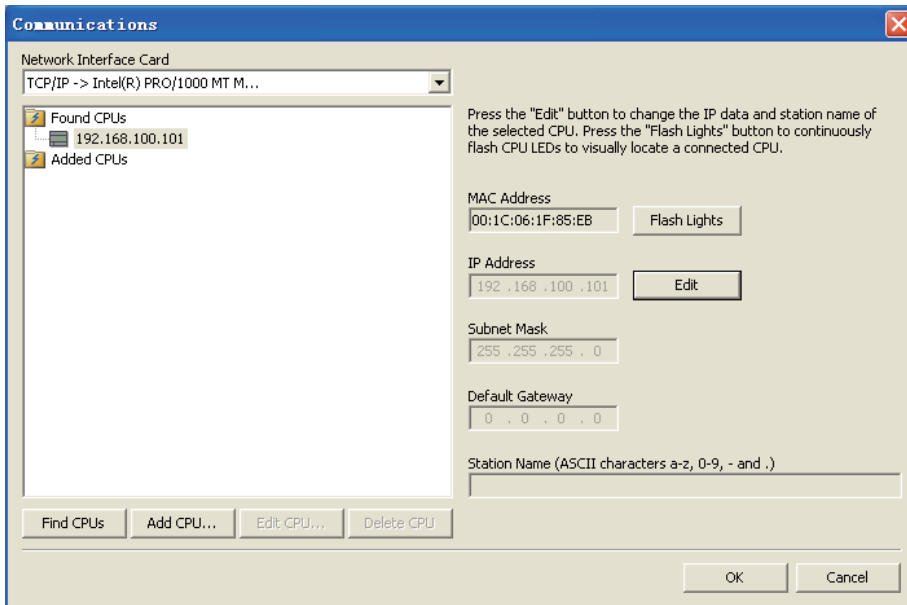 Communications
Network Interface Card
TCP/IP -> Intel(R) PRO/1000 MT M...
Found CPUs
192.168.100.101
Added CPUs
Press the "Edit" button to change the IP data and station name of
the selected CPU. Press the "Flash Lights" button to continuously
flash CPU LEDs to visually locate a connected CPU.
MAC Address
00:1C:06:1F:85:EB
Flash Lights
IP Address
192 .168 .100 .101
Edit
Subnet Mask
255 .255 .255 . 0
Default Gateway
0 . 0 . 0 . 0
Station Name (ASCII characters a-z, 0-9, - and .)
Find CPUs
Add CPU...
Edit CPU...
Delete CPU
OK
Cancel